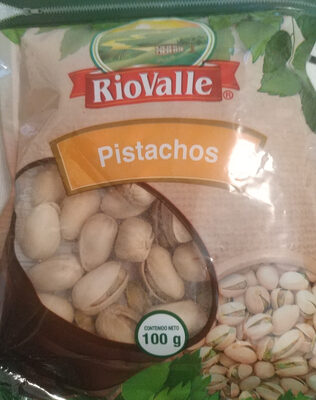 RIOVALLE®
Pistachos
CONTENIDO NETO
100 g